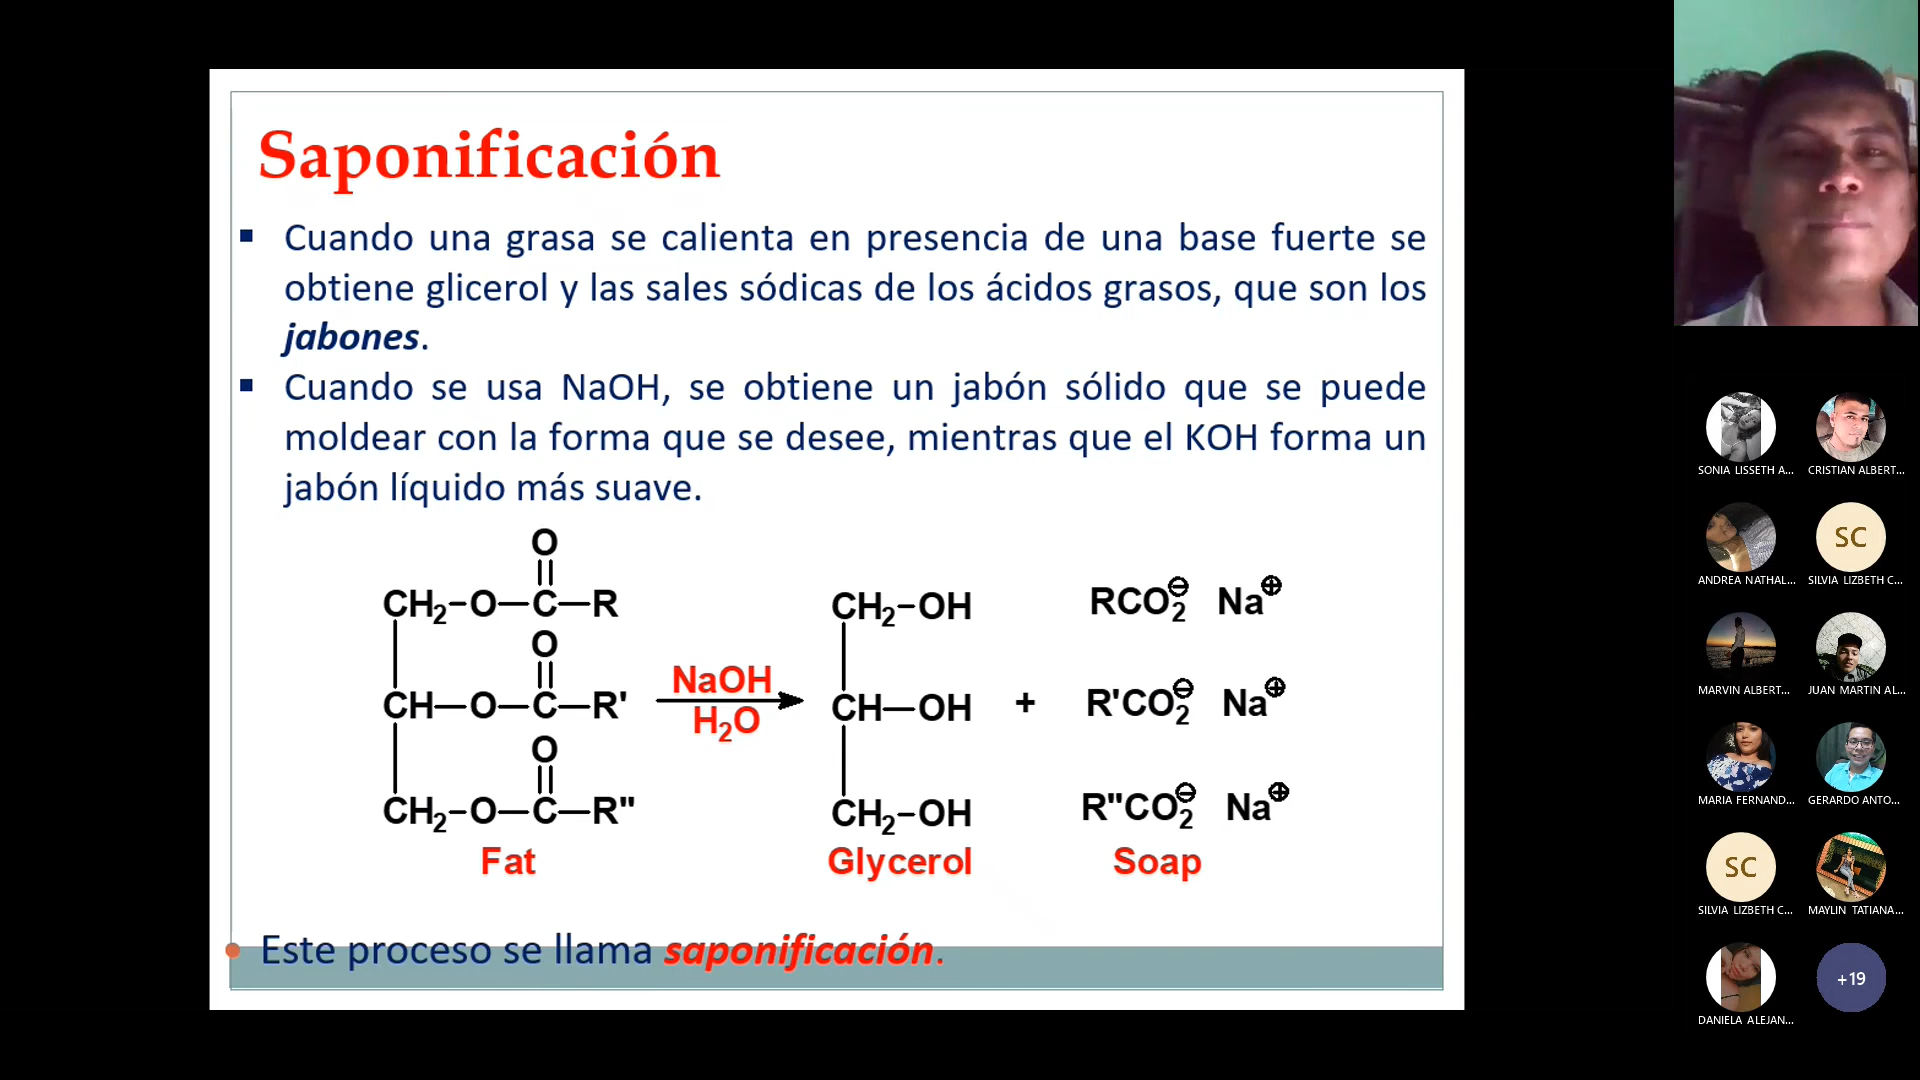 Saponificación
▪ Cuando una grasa se calienta en presencia de una base fuerte se
obtiene glicerol y las sales sódicas de los ácidos grasos, que son los
jabones.
▪ Cuando se usa NaOH, se obtiene un jabón sólido que se puede
moldear con la forma que se desee, mientras que el KOH forma un
jabón líquido más suave.
O
CH₂-O—C—R
O
CH—O—C—R'
O
CH₂-O—C—R"
Fat
NaOH
H₂O
CH₂-OH
CH—OH
CH₂-OH
Glycerol
+
RCO₂⊖ Na⊕
R'CO₂⊖ Na⊕
R"CO₂⊖ Na⊕
Soap
• Este proceso se llama saponificación.
SONIA LISSETH A...
CRISTIAN ALBERT...
ANDREA NATHAL...
SC
SILVIA LIZBETH C...
MARVIN ALBERT...
JUAN MARTIN AL...
MARIA FERNAND...
GERARDO ANTO...
SC
SILVIA LIZBETH C...
MAYLIN TATIANA...
DANIELA ALEJAN...
+19